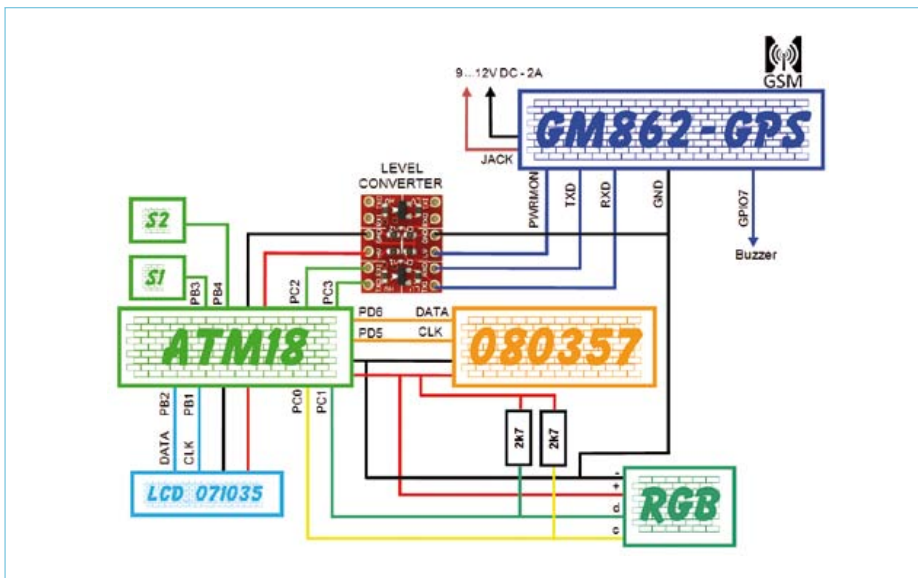 GSM
9...12V DC - 2A
GM862-GPS
JACK
LEVEL
CONVERTER
PWRMON
TXD
RXD
GND
GPIO7
Buzzer
S2
S1
PB3
PB4
PC2
PC3
ATM18
PD6
DATA
PD5
CLK
080357
PB2
PB1
PC0
PC1
DATA
CLK
2k7
2k7
LCD 071035
-
+
d
c
RGB